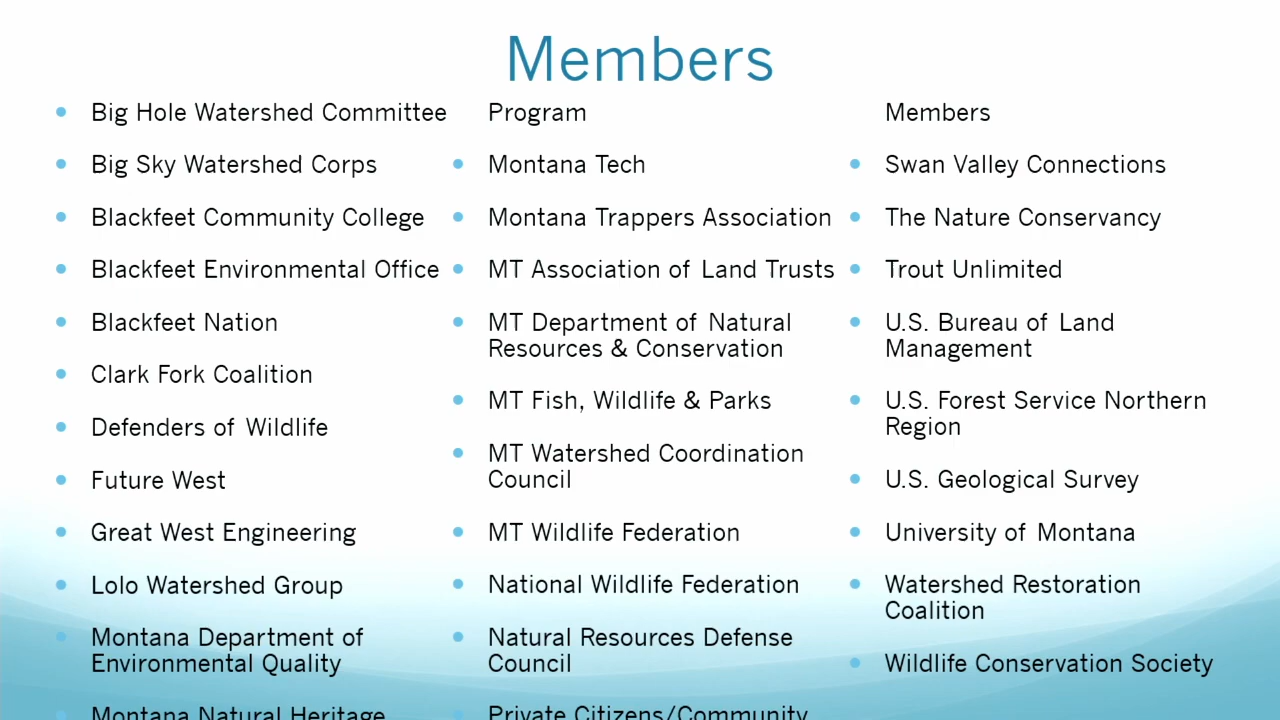 Members
Big Hole Watershed Committee
Big Sky Watershed Corps
Blackfeet Community College
Blackfeet Environmental Office
Blackfeet Nation
Clark Fork Coalition
Defenders of Wildlife
Future West
Great West Engineering
Lolo Watershed Group
Montana Department of
Environmental Quality
Montana Natural Heritage
Program
Montana Tech
Montana Trappers Association
MT Association of Land Trusts
MT Department of Natural
Resources & Conservation
MT Fish, Wildlife & Parks
MT Watershed Coordination
Council
MT Wildlife Federation
National Wildlife Federation
Natural Resources Defense
Council
Private Citizens/Community
Members
Swan Valley Connections
The Nature Conservancy
Trout Unlimited
U.S. Bureau of Land
Management
U.S. Forest Service Northern
Region
U.S. Geological Survey
University of Montana
Watershed Restoration
Coalition
Wildlife Conservation Society